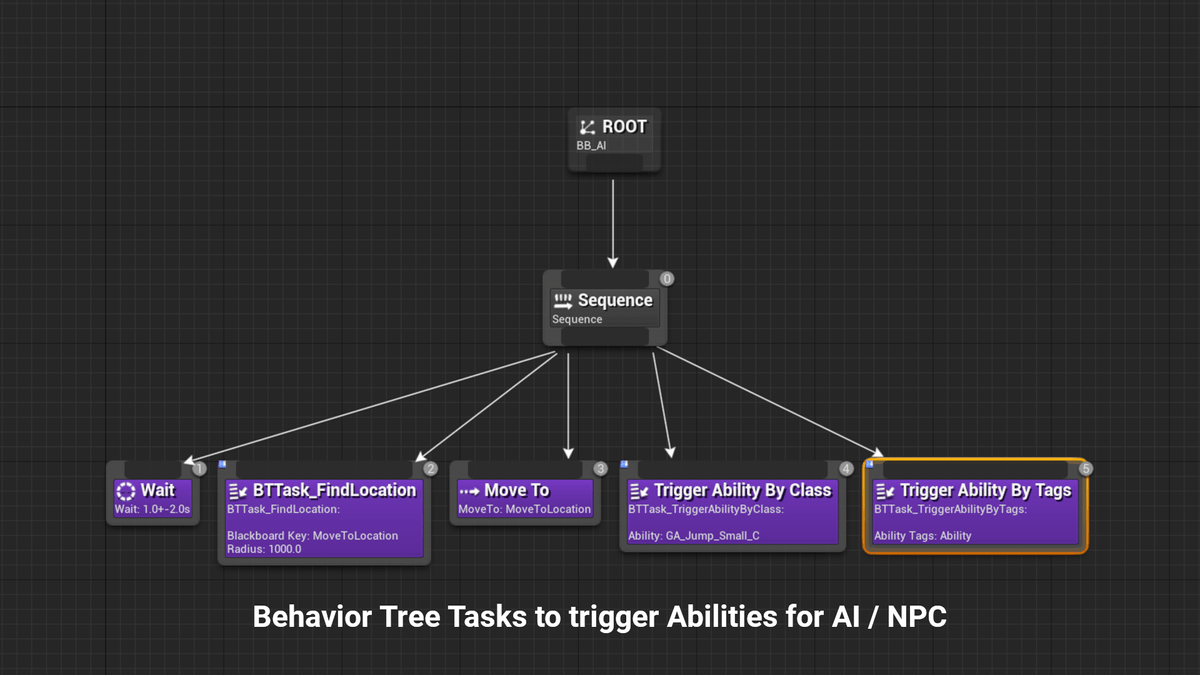 ROOT
BB_AI
0
Sequence
Sequence
1
Wait
Wait: 1.0+-2.0s
2
BTTask_FindLocation
BTTask_FindLocation:
Blackboard Key: MoveToLocation
Radius: 1000.0
3
Move To
MoveTo: MoveToLocation
4
Trigger Ability By Class
BTTask_TriggerAbilityByClass:
Ability: GA_Jump_Small_C
5
Trigger Ability By Tags
BTTask_TriggerAbilityByTags:
Ability Tags: Ability
Behavior Tree Tasks to trigger Abilities for AI / NPC